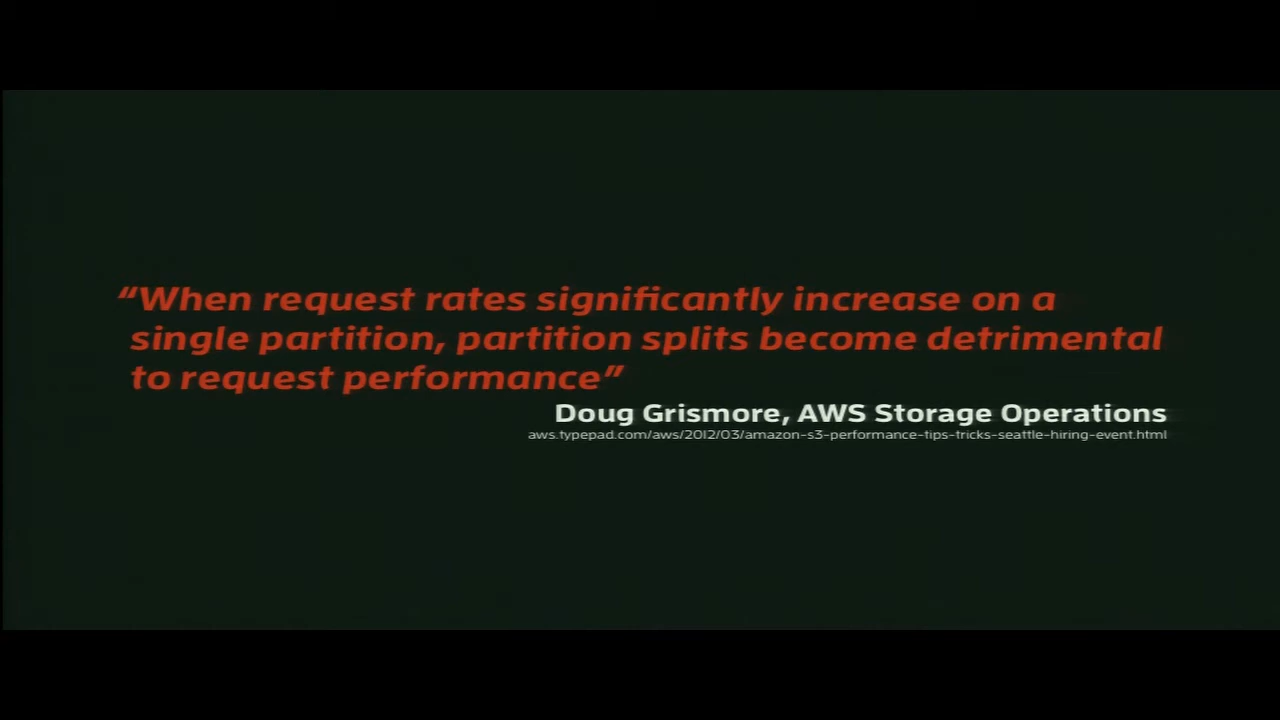 “When request rates significantly increase on a
single partition, partition splits become detrimental
to request performance”
Doug Grismore, AWS Storage Operations
aws.typepad.com/aws/2012/03/amazon-s3-performance-tips-tricks-seattle-hiring-event.html